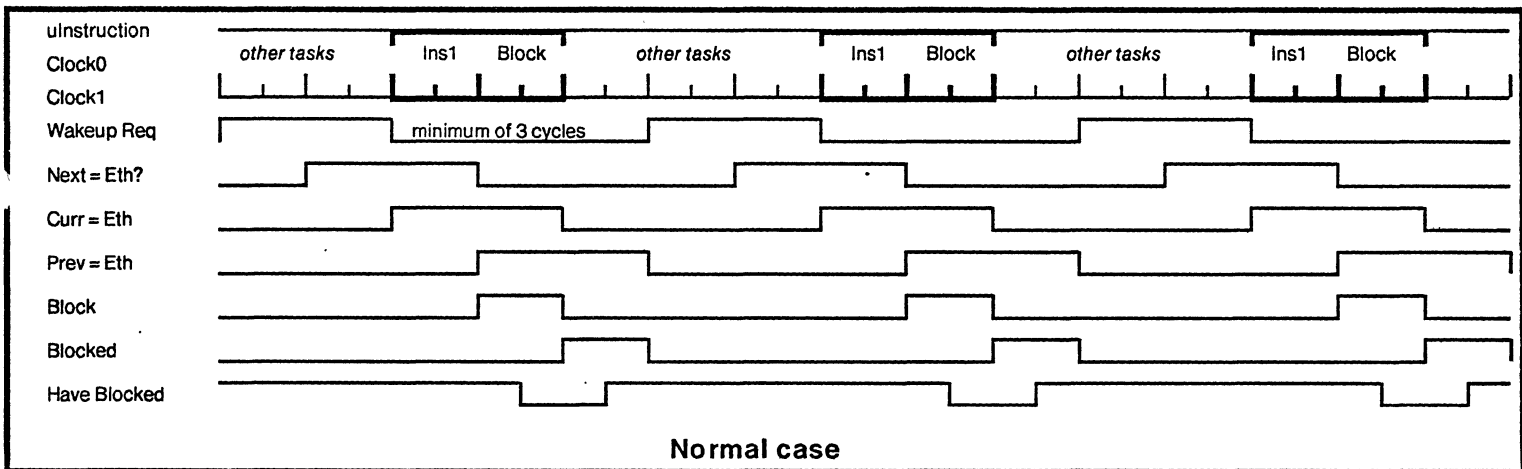 uInstruction
other tasks Ins1 Block other tasks Ins1 Block other tasks Ins1 Block
Clock0
Clock1
Wakeup Req minimum of 3 cycles
Next = Eth?
Curr = Eth
Prev = Eth
Block
Blocked
Have Blocked
Normal case